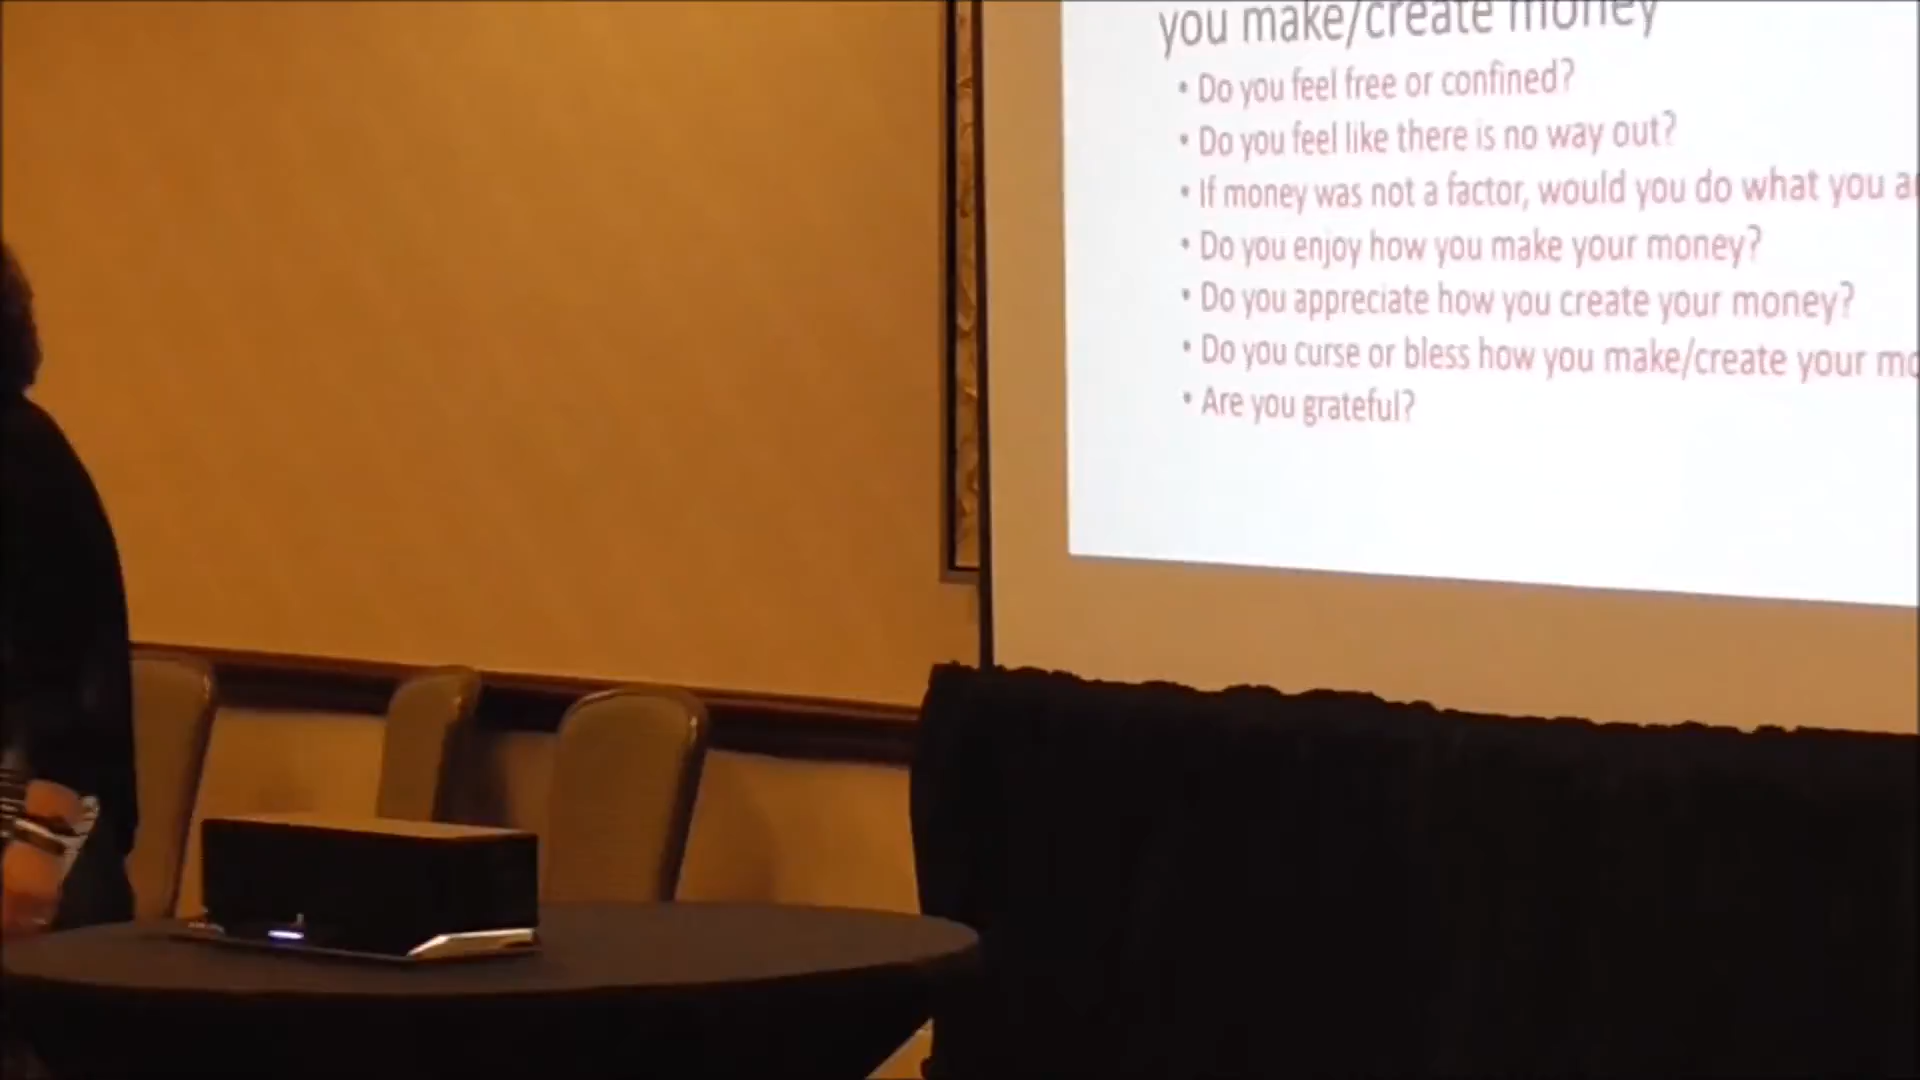 you make/create money
• Do you feel free or confined?
• Do you feel like there is no way out?
• If money was not a factor, would you do what you
• Do you enjoy how you make your money?
• Do you appreciate how you create your money?
• Do you curse or bless how you make/create your
• Are you grateful?